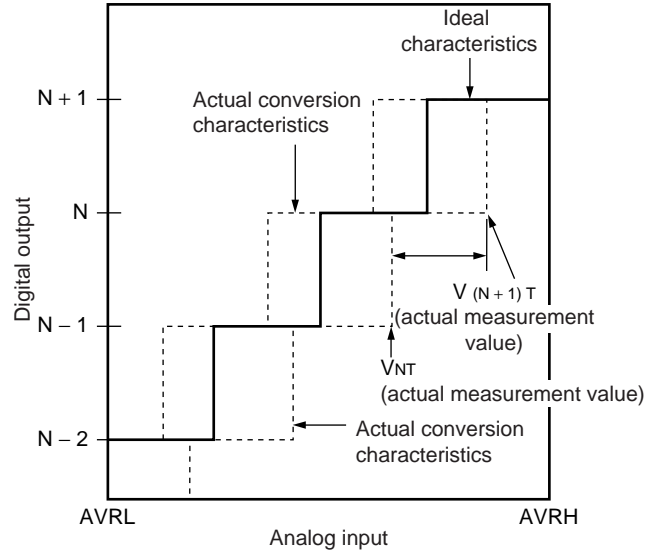 Ideal
characteristics
N + 1
Actual conversion
characteristics
N
Digital output
V (N + 1) T
(actual measurement
value)
N − 1
VNT
(actual measurement value)
Actual conversion
characteristics
N − 2
AVRL
AVRH
Analog input